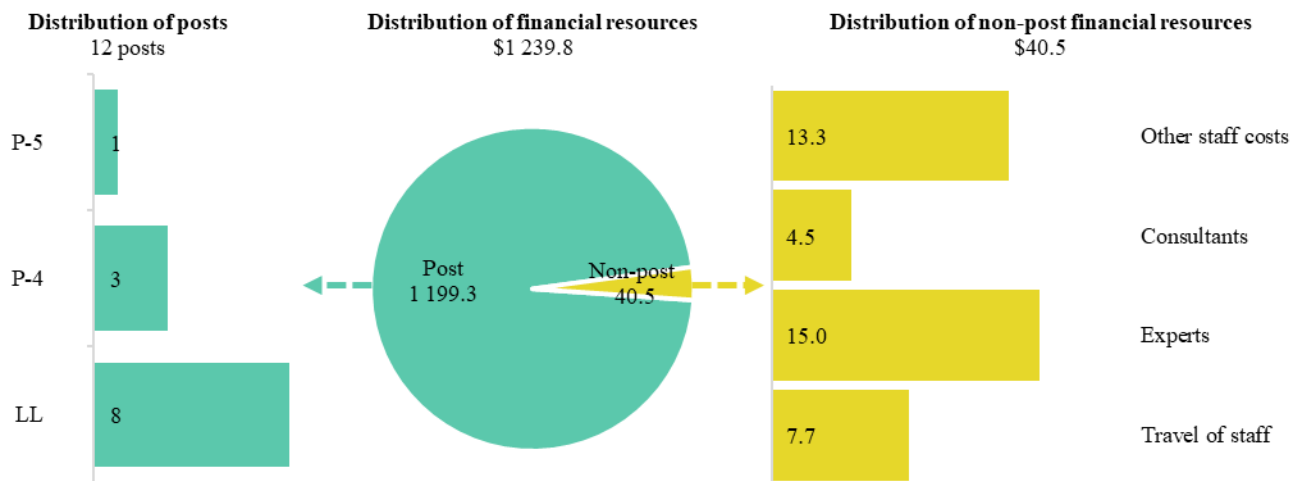 Distribution of posts
12 posts
P-5
1
P-4
3
LL
8
Distribution of financial resources
$1 239.8
Post
1 199.3
Non-post
40.5
Distribution of non-post financial resources
$40.5
13.3
Other staff costs
4.5
Consultants
15.0
Experts
7.7
Travel of staff